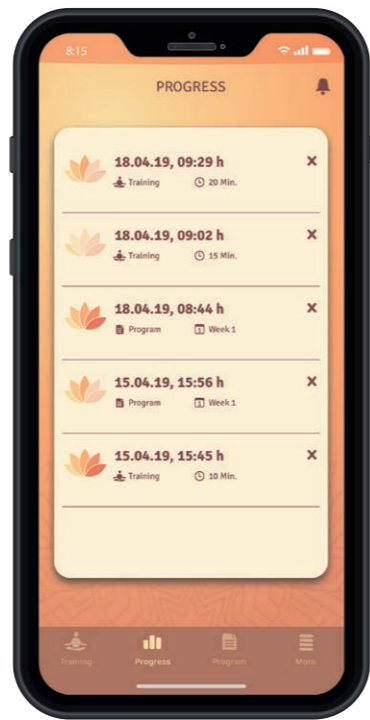 8:15
PROGRESS
18.04.19, 09:29 h
Training 20 Min.
18.04.19, 09:02 h
Training 15 Min.
18.04.19, 08:44 h
Program 1 Week 1
15.04.19, 15:56 h
Program 1 Week 1
15.04.19, 15:45 h
Training 10 Min.
Training Progress Program More